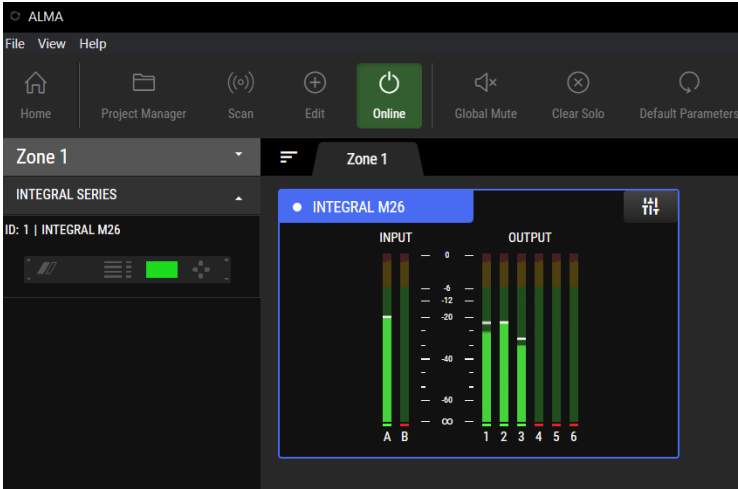 ALMA
File View Help
Home Project Manager Scan Edit Online Global Mute Clear Solo Default Parameters
Zone 1
Zone 1
INTEGRAL SERIES
INTEGRAL M26
ID: 1 | INTEGRAL M26
INPUT OUTPUT
0
-6
-12
-20
-40
-60
∞
A B 1 2 3 4 5 6